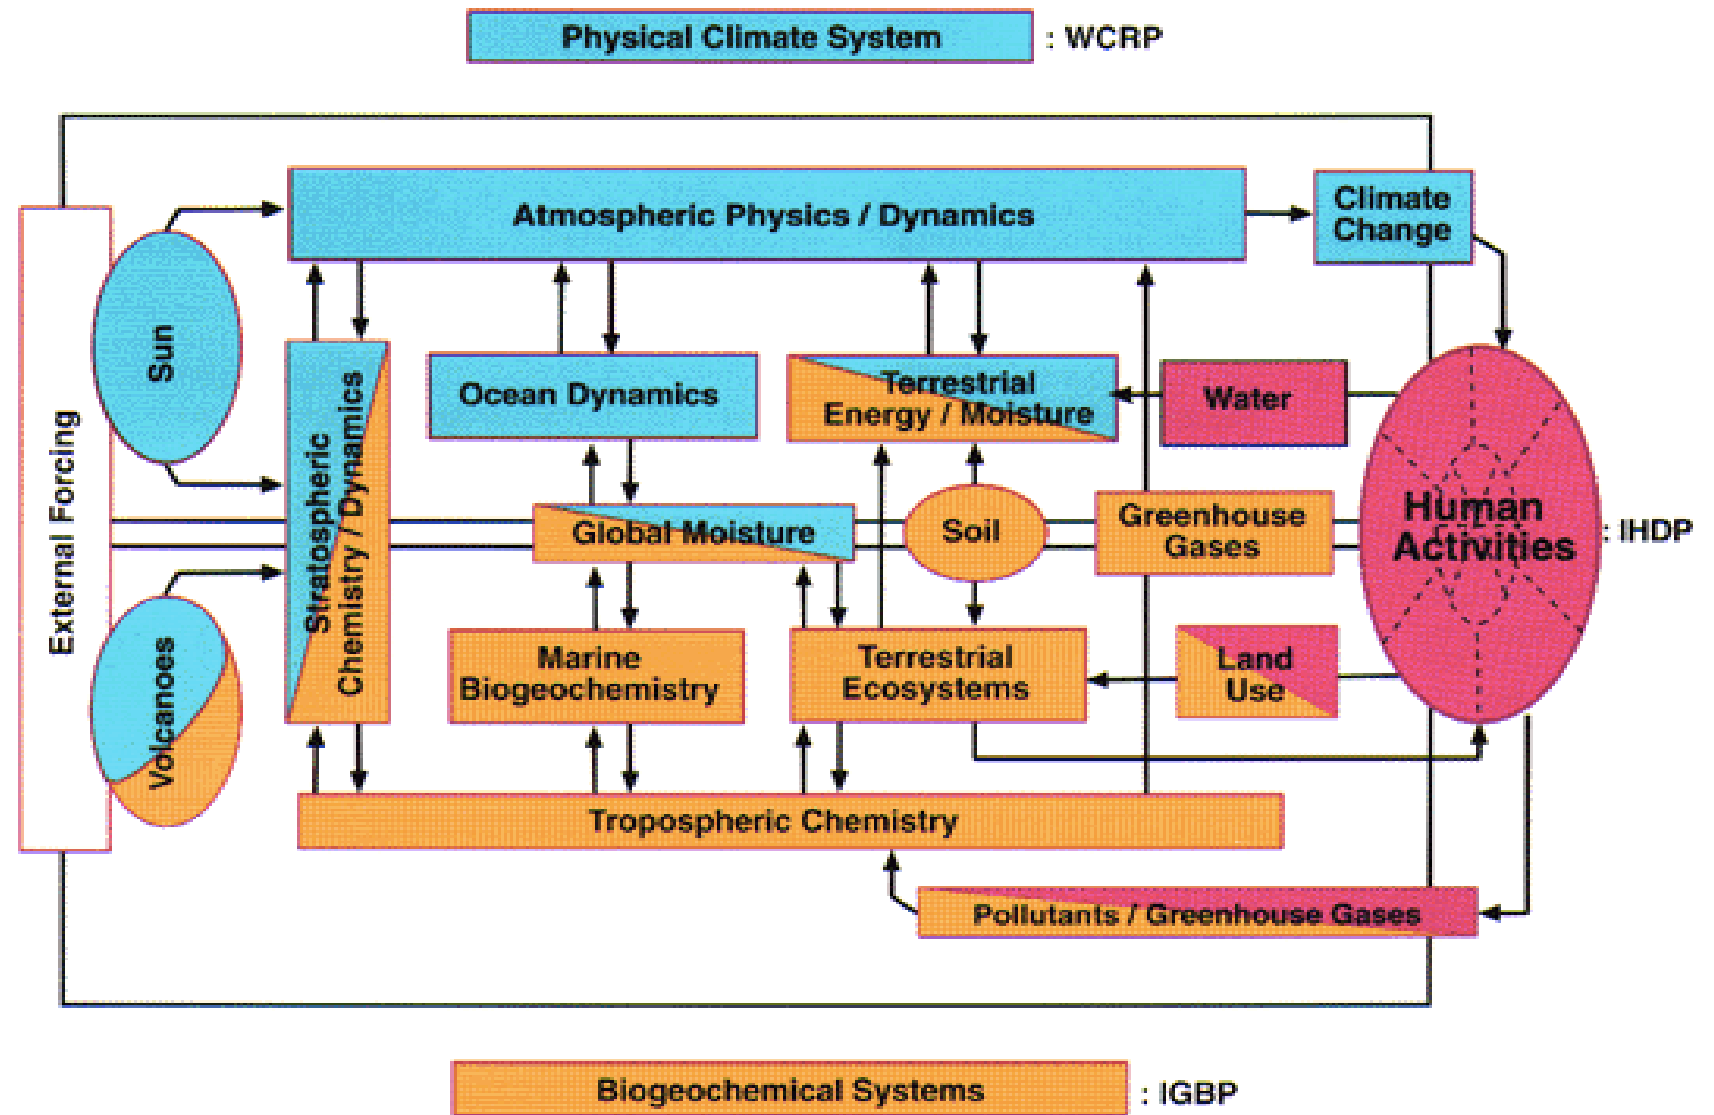 Physical Climate System : WCRP
Atmospheric Physics / Dynamics
Climate
Change
Sun
External Forcing
Stratospheric
Chemistry / Dynamics
Ocean Dynamics
Terrestrial
Energy / Moisture
Water
Global Moisture
Soil
Greenhouse
Gases
Human
Activities
: IHDP
Volcanoes
Marine
Biogeochemistry
Terrestrial
Ecosystems
Land
Use
Tropospheric Chemistry
Pollutants / Greenhouse Gases
Biogeochemical Systems : IGBP